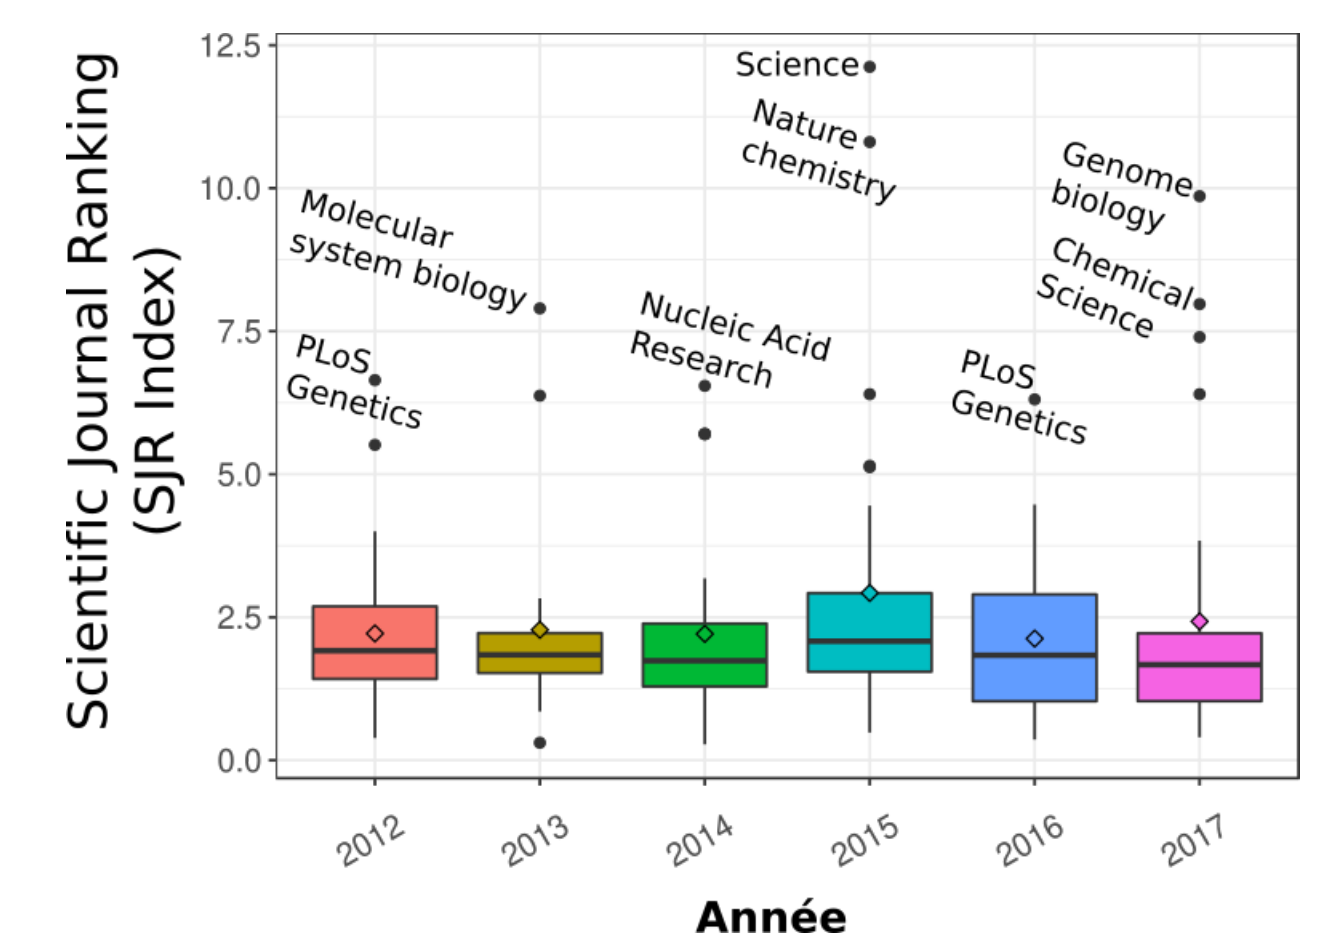 Scientific Journal Ranking
(SJR Index)
12.5
10.0
7.5
5.0
2.5
0.0
Science
Nature
chemistry
Genome
biology
Molecular
system biology
Chemical
Science
Nucleic Acid
Research
PLoS
Genetics
PLoS
Genetics
2012
2013
2014
2015
2016
2017
Année